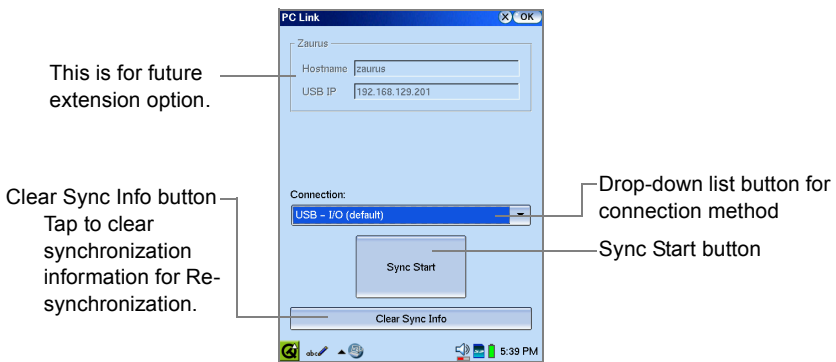 PC Link
X OK
Zaurus
Hostname zaurus
USB IP 192.168.129.201
This is for future
extension option.
Connection:
USB – I/O (default)
Drop-down list button for
connection method
Sync Start
Sync Start button
Clear Sync Info button
Tap to clear
synchronization
information for Re-
synchronization.
Clear Sync Info
abc
5:39 PM